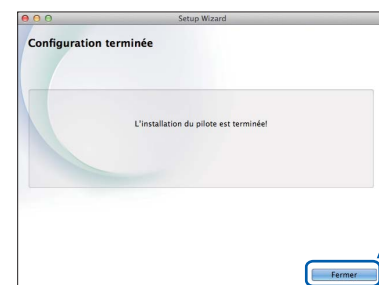 Setup Wizard
Configuration terminée
L'installation du pilote est terminée!
Fermer